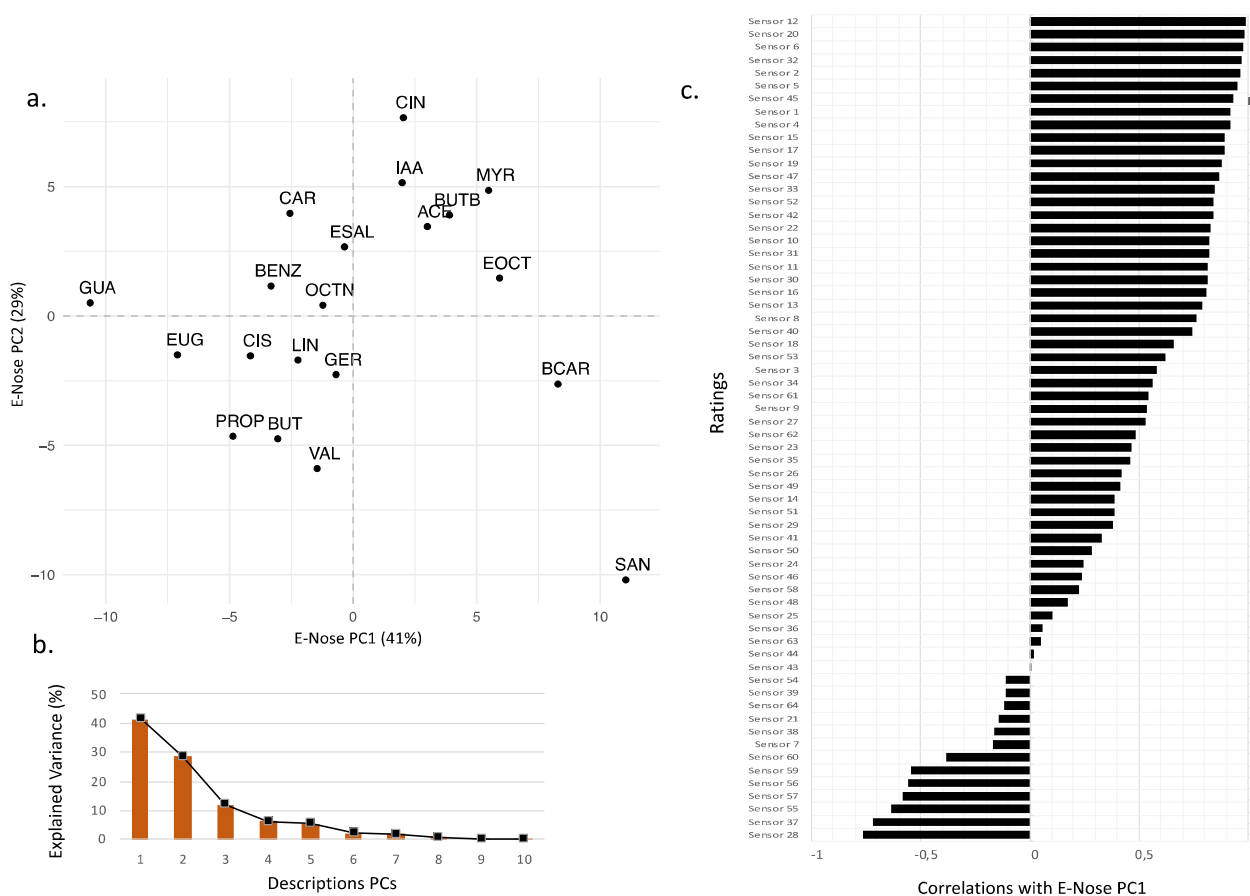 a.
CIN
IAA
MYR
CAR
BUTB
ACE
ESAL
EOCT
BENZ
GUA
OCTN
EUG
CIS
LIN
GER
BCAR
PROP
BUT
VAL
SAN
5
0
−5
−10
E-Nose PC2 (29%)
−10
−5
0
5
10
E-Nose PC1 (41%)
b.
50
40
30
20
10
0
Explained Variance (%)
1
2
3
4
5
6
7
8
9
10
Descriptions PCs
c.
Ratings
Sensor 12
Sensor 20
Sensor 6
Sensor 32
Sensor 2
Sensor 5
Sensor 45
Sensor 1
Sensor 4
Sensor 15
Sensor 17
Sensor 19
Sensor 47
Sensor 33
Sensor 52
Sensor 42
Sensor 22
Sensor 10
Sensor 31
Sensor 11
Sensor 30
Sensor 16
Sensor 13
Sensor 8
Sensor 40
Sensor 18
Sensor 53
Sensor 3
Sensor 34
Sensor 61
Sensor 9
Sensor 27
Sensor 62
Sensor 23
Sensor 35
Sensor 26
Sensor 49
Sensor 14
Sensor 51
Sensor 29
Sensor 41
Sensor 50
Sensor 24
Sensor 46
Sensor 58
Sensor 48
Sensor 25
Sensor 36
Sensor 63
Sensor 44
Sensor 43
Sensor 54
Sensor 39
Sensor 64
Sensor 21
Sensor 38
Sensor 7
Sensor 60
Sensor 59
Sensor 56
Sensor 57
Sensor 55
Sensor 37
Sensor 28
-1
-0,5
0
0,5
Correlations with E-Nose PC1